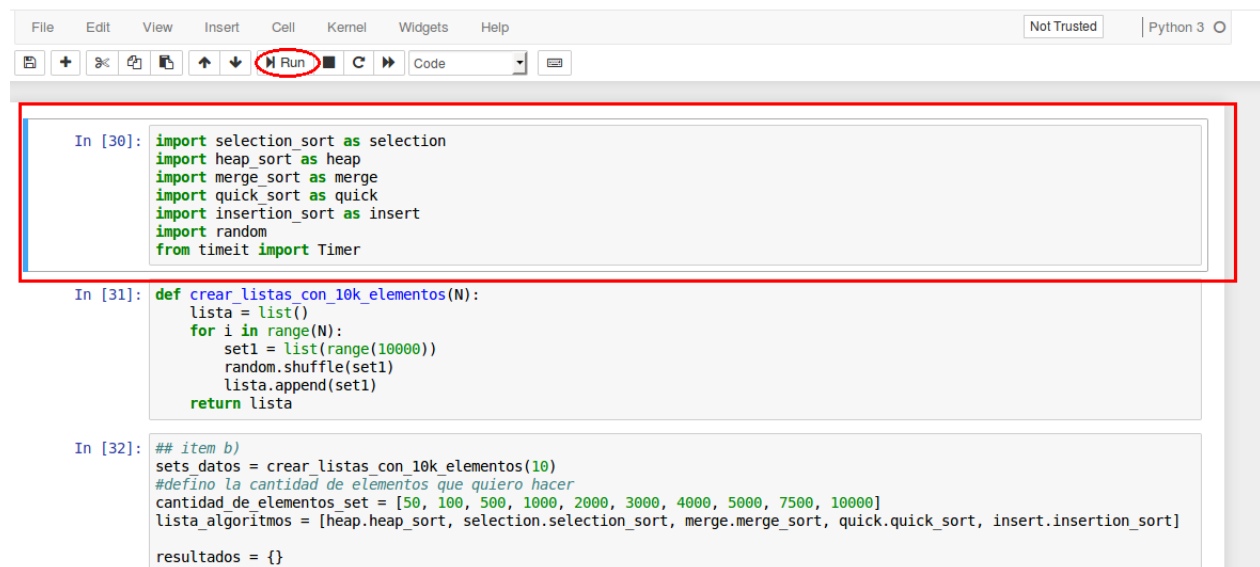 File Edit View Insert Cell Kernel Widgets Help Not Trusted Python 3
Run Code
In [30]: import selection_sort as selection
import heap_sort as heap
import merge_sort as merge
import quick_sort as quick
import insertion_sort as insert
import random
from timeit import Timer
In [31]: def crear_listas_con_10k_elementos(N):
    lista = list()
    for i in range(N):
        set1 = list(range(10000))
        random.shuffle(set1)
        lista.append(set1)
    return lista
In [32]: ## item b)
sets_datos = crear_listas_con_10k_elementos(10)
#defino la cantidad de elementos que quiero hacer
cantidad_de_elementos_set = [50, 100, 500, 1000, 2000, 3000, 4000, 5000, 7500, 10000]
lista_algoritmos = [heap.heap_sort, selection.selection_sort, merge.merge_sort, quick.quick_sort, insert.insertion_sort]
resultados = {}